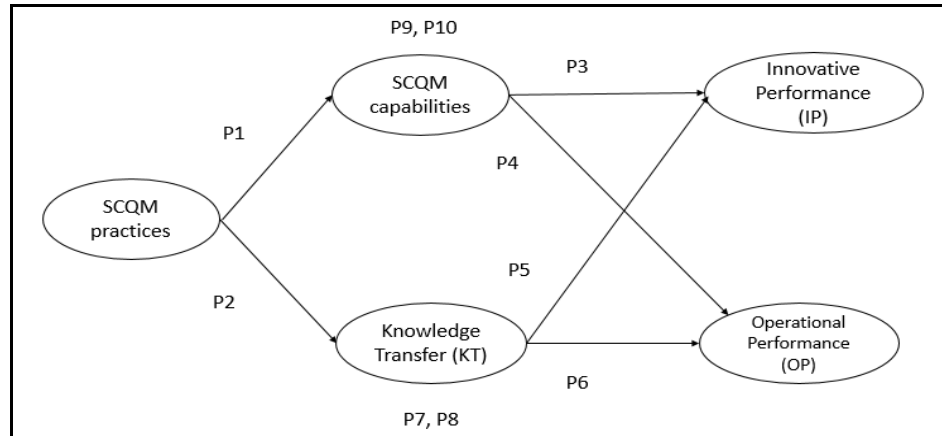 P9, P10
SCQM
capabilities
P3
Innovative
Performance
(IP)
P1
P4
SCQM
practices
P2
P5
Knowledge
Transfer (KT)
Operational
Performance
(OP)
P6
P7, P8